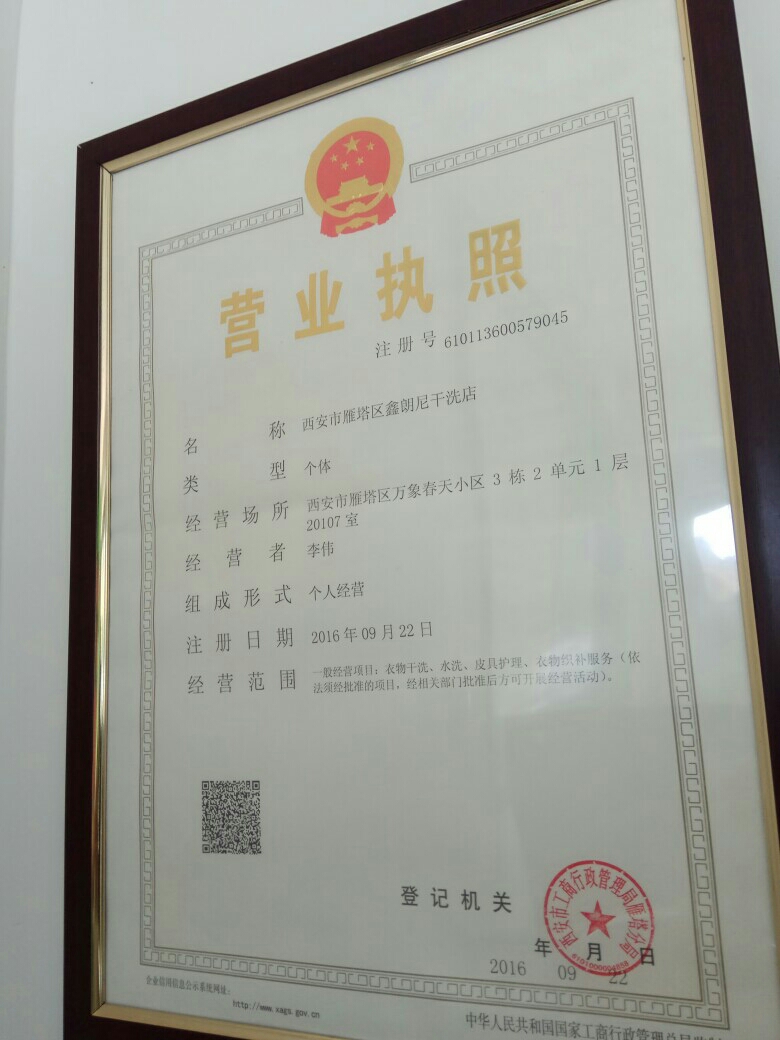 营业执照
注册号 610113600579045
名称 西安市雁塔区鑫朗尼干洗店
类型 个体
经营场所 西安市雁塔区万象春天小区 3 栋 2 单元 1 层
20107 室
经营者 李伟
组成形式 个人经营
注册日期 2016 年 09 月 22 日
经营范围 一般经营项目：衣物干洗、水洗、皮具护理、衣物织补服务（依
法须经批准的项目，经相关部门批准后方可开展经营活动）。
登记机关
西安市工商行政管理局雁塔分局
年 月 日
2016 09 22
企业信用信息公示系统网址：
http://www.xags.gov.cn
中华人民共和国国家工商行政管理总局监制